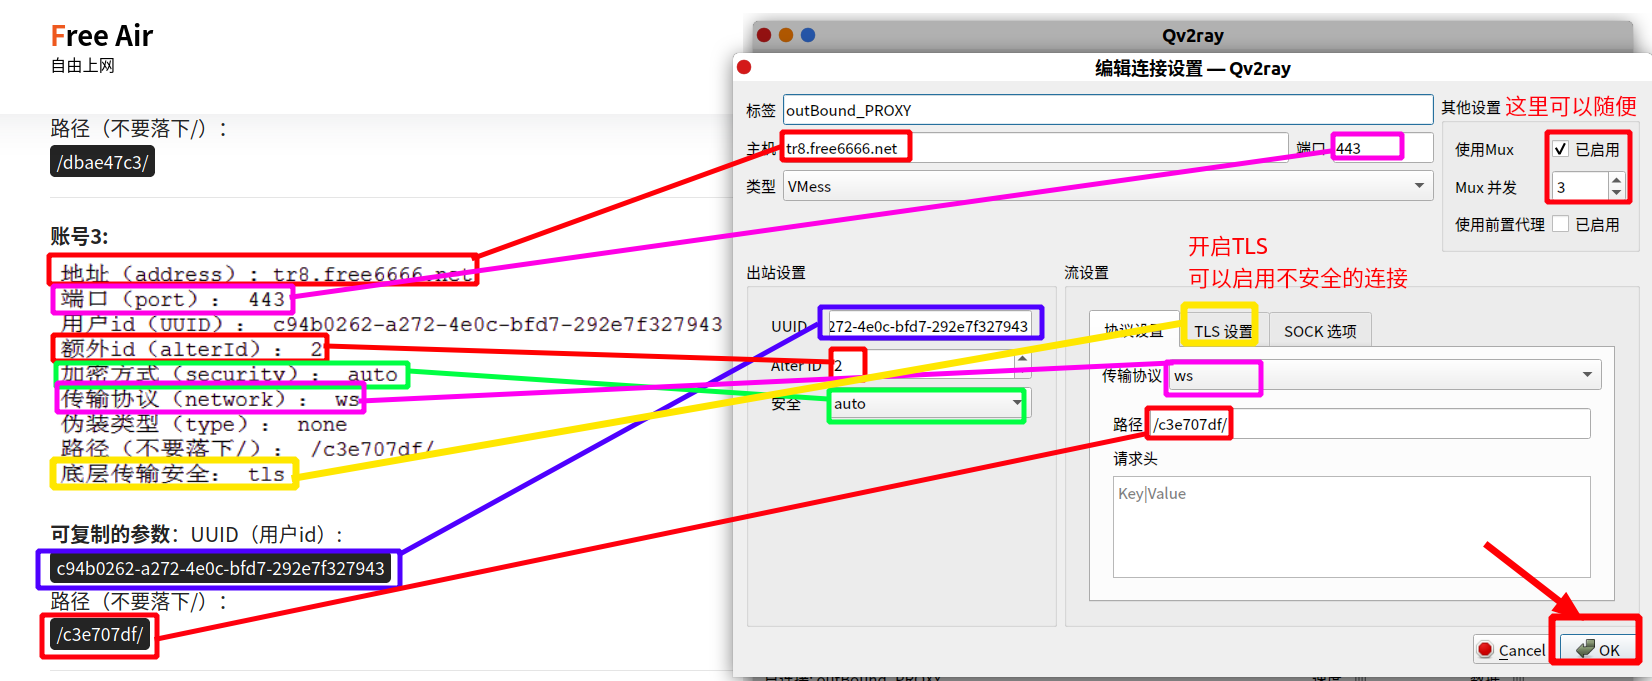 Free Air
自由上网
路径（不要落下/）：
/dbae47c3/
账号3:
地址（address）: tr8.free6666.net
端口（port）： 443
用户id（UUID）： c94b0262-a272-4e0c-bfd7-292e7f327943
额外id（alterId）： 2
加密方式（security）： auto
传输协议（network）： ws
伪装类型（type）： none
路径（不要落下/）： /c3e707df/
底层传输安全： tls
可复制的参数：UUID（用户id）：
c94b0262-a272-4e0c-bfd7-292e7f327943
路径（不要落下/）：
/c3e707df/
Qv2ray
编辑连接设置 — Qv2ray
标签 outBound_PROXY
主机 tr8.free6666.net 端口 443
类型 VMess
其他设置 这里可以随便
使用Mux 已启用
Mux 并发 3
使用前置代理 已启用
开启TLS
可以启用不安全的连接
出站设置
UUID 272-4e0c-bfd7-292e7f327943
Alter ID 2
安全 auto
流设置
协议设置 TLS 设置 SOCK 选项
传输协议 ws
路径 /c3e707df/
请求头
Key|Value
Cancel OK